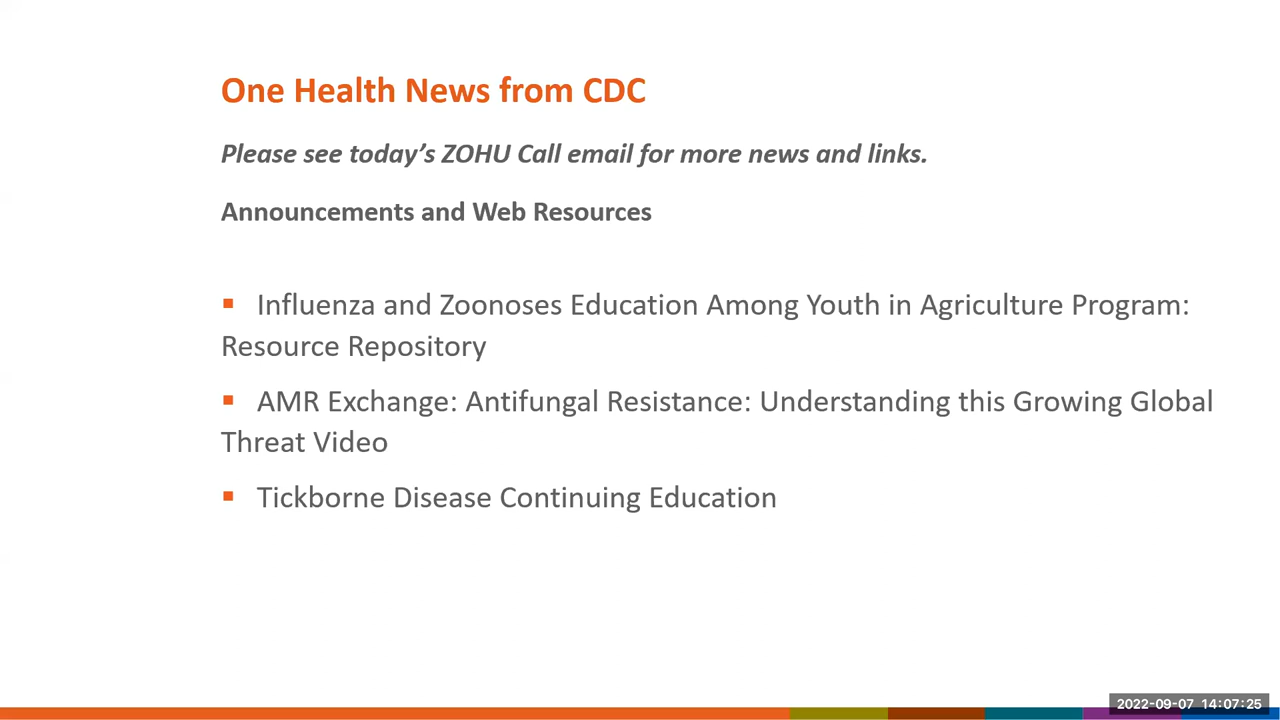 One Health News from CDC
Please see today’s ZOHU Call email for more news and links.
Announcements and Web Resources
▪ Influenza and Zoonoses Education Among Youth in Agriculture Program:
Resource Repository
▪ AMR Exchange: Antifungal Resistance: Understanding this Growing Global
Threat Video
▪ Tickborne Disease Continuing Education
2022-09-07 14:07:25